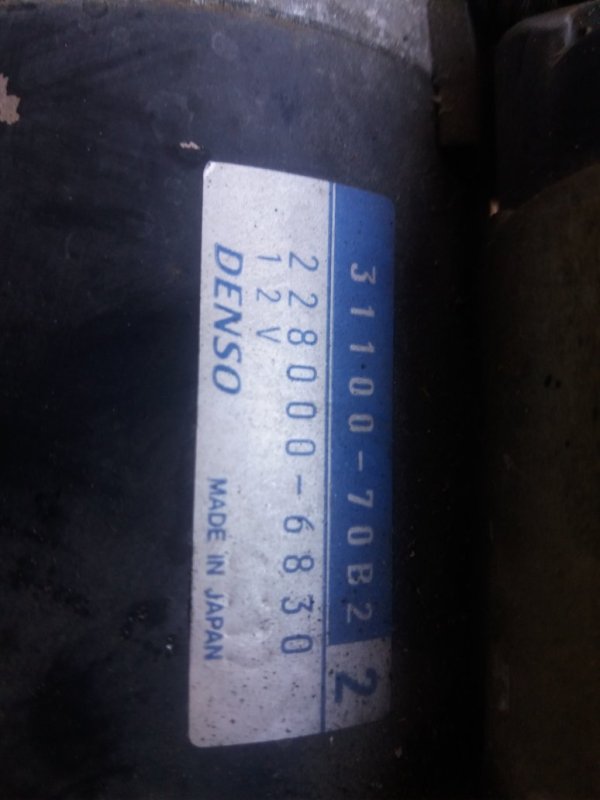 31100-70B2 2
228000-6830
12V
DENSO MADE IN JAPAN